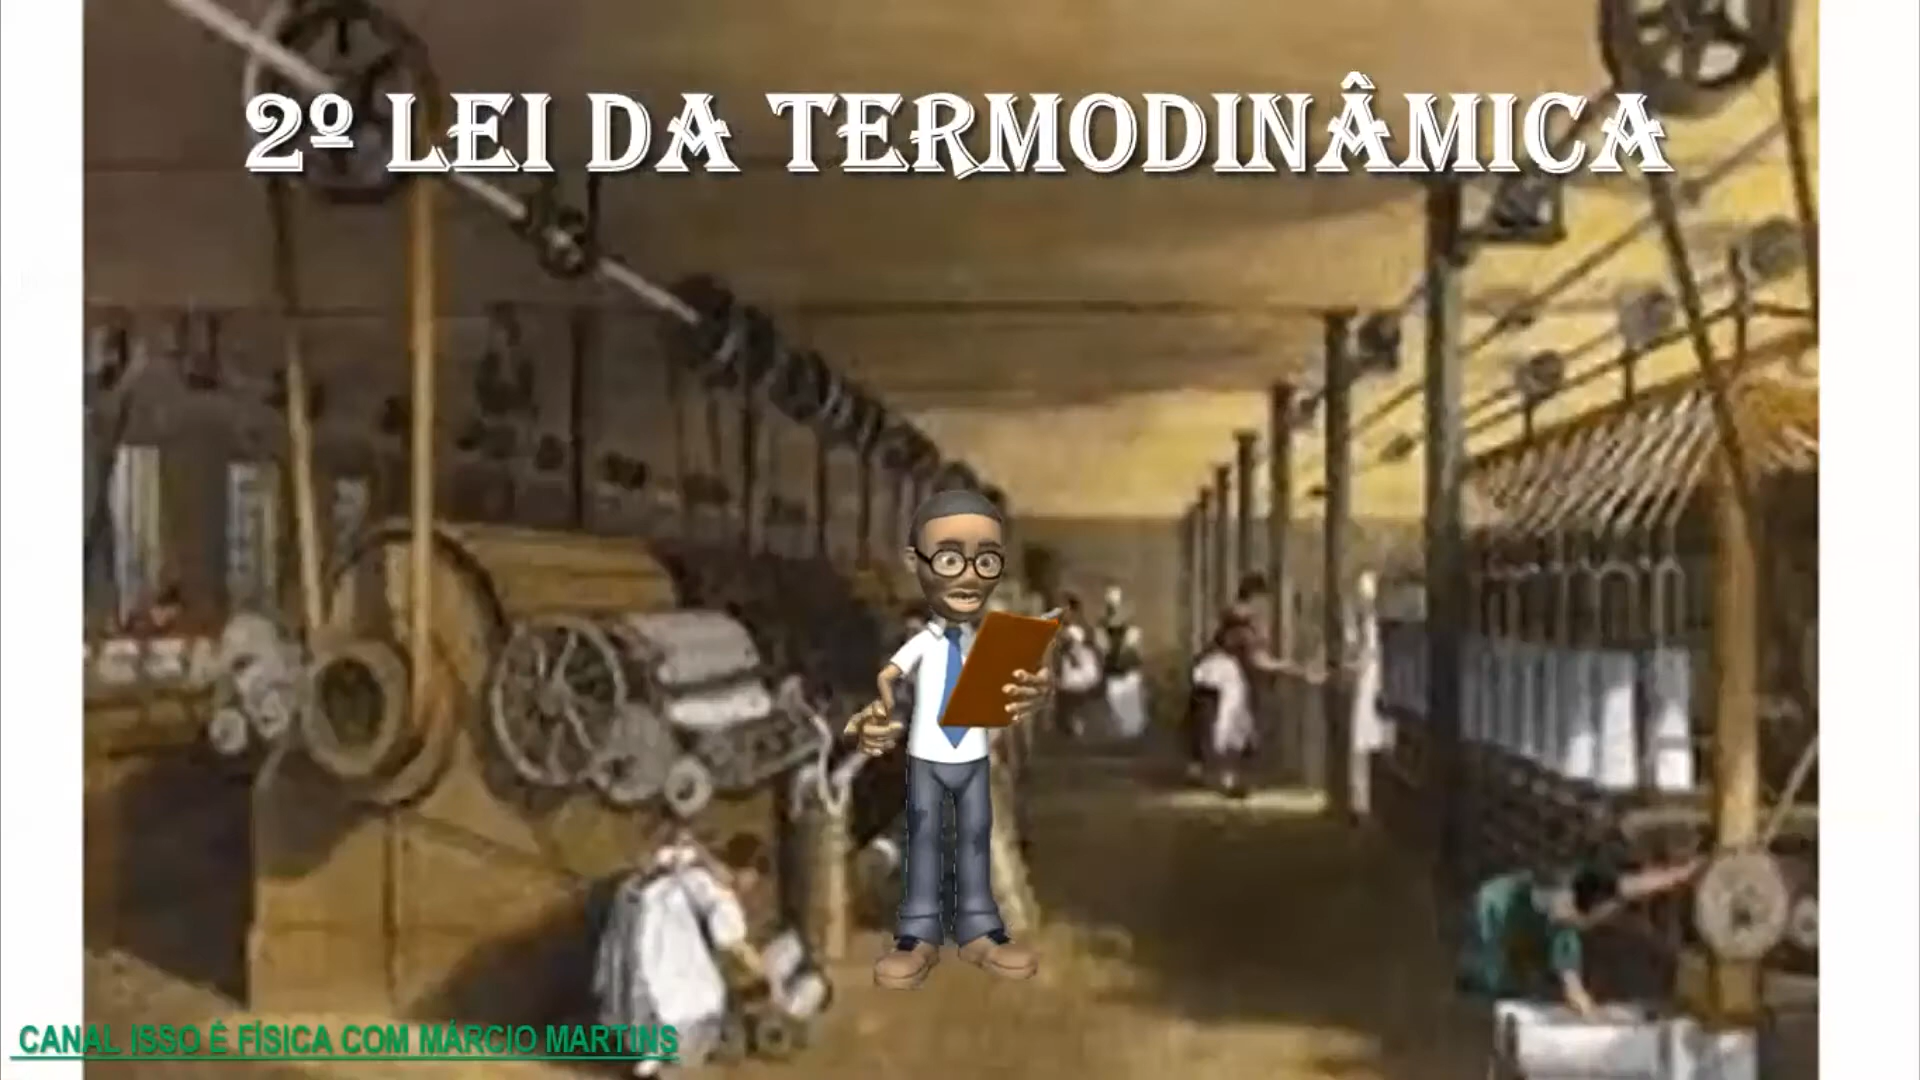 2º LEI DA TERMODINÂMICA
CANAL ISSO É FÍSICA COM MÁRCIO MARTINS